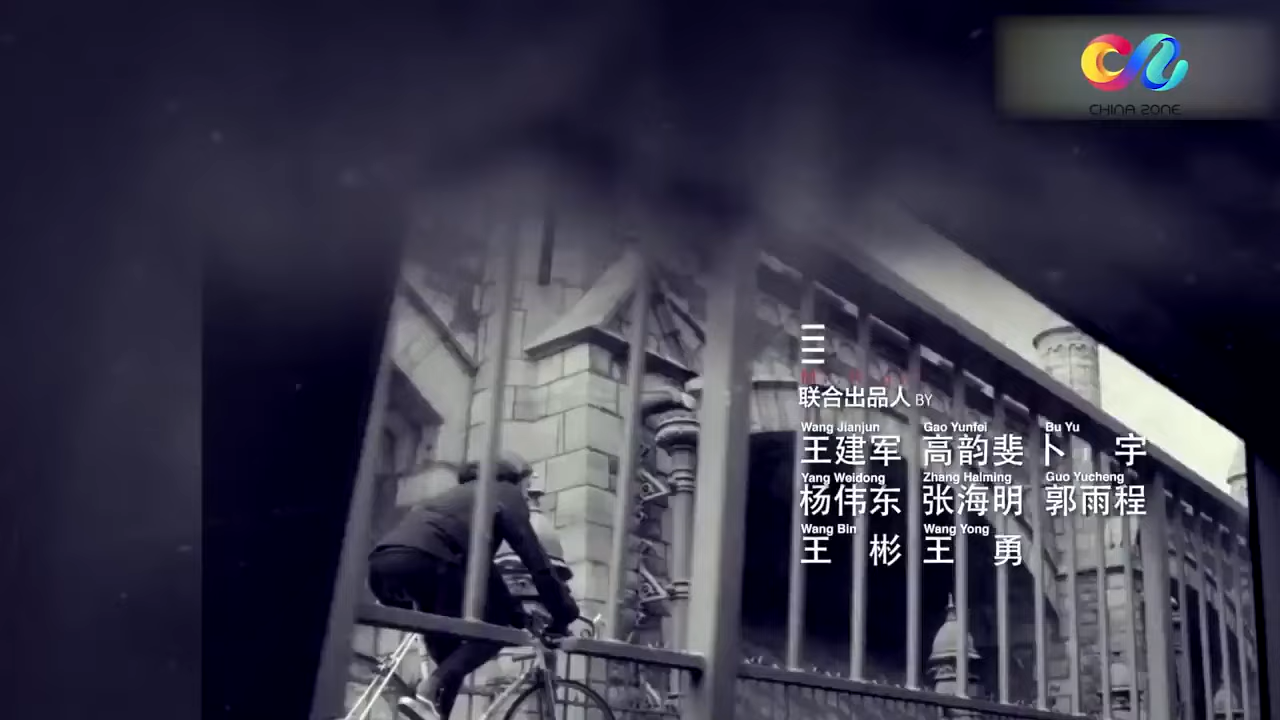 CHINA ZONE
联合出品人 BY
Wang Jianjun Gao Yunfei Bu Yu
王建军 高韵斐 卜 宇
Yang Weidong Zhang Haiming Guo Yucheng
杨伟东 张海明 郭雨程
Wang Bin Wang Yong
王 彬 王 勇